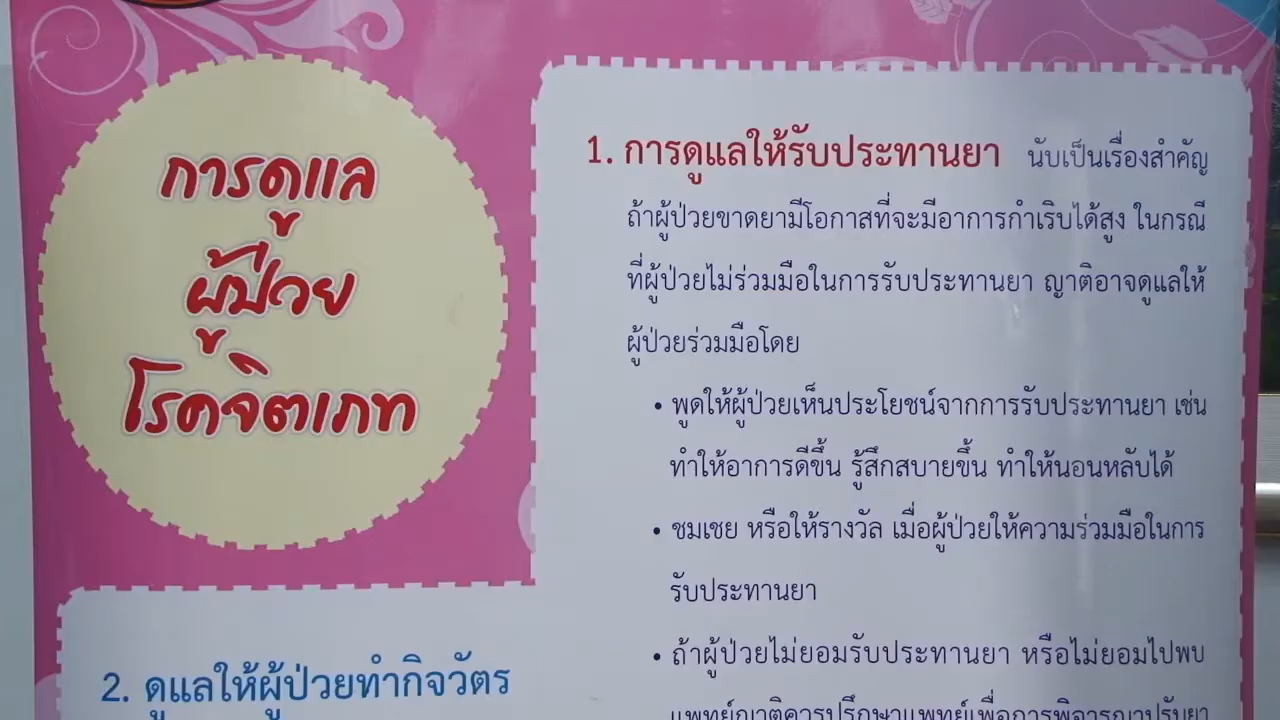 การดูแล
ผู้ป่วย
โรคจิตเภท
1. การดูแลให้รับประทานยา นับเป็นเรื่องสำคัญ
ถ้าผู้ป่วยขาดยามีโอกาสที่จะมีอาการกำเริบได้สูง ในกรณี
ที่ผู้ป่วยไม่ร่วมมือในการรับประทานยา ญาติอาจดูแลให้
ผู้ป่วยร่วมมือโดย
• พูดให้ผู้ป่วยเห็นประโยชน์จากการรับประทานยา เช่น
ทำให้อาการดีขึ้น รู้สึกสบายขึ้น ทำให้นอนหลับได้
• ชมเชย หรือให้รางวัล เมื่อผู้ป่วยให้ความร่วมมือในการ
รับประทานยา
• ถ้าผู้ป่วยไม่ยอมรับประทานยา หรือไม่ยอมไปพบ
แพทย์ญาติควรปรึกษาแพทย์เพื่อการพิจารณาปรับยา
2. ดูแลให้ผู้ป่วยทำกิจวัตร